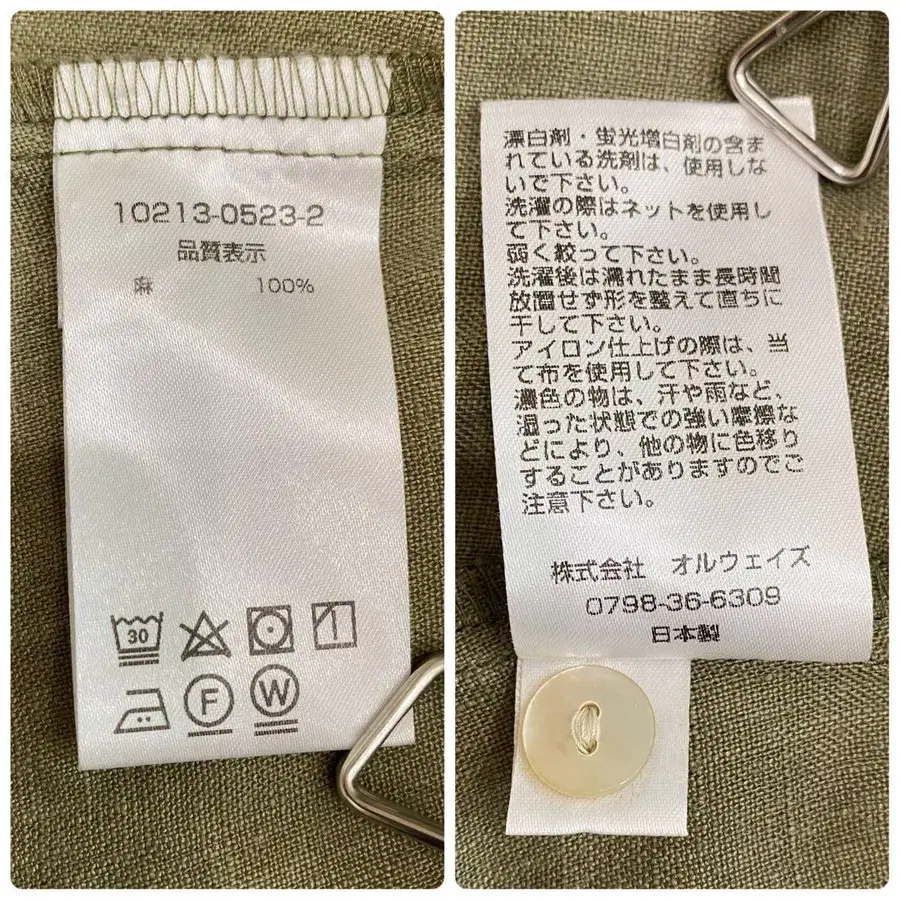 10213-0523-2
品質表示
麻 100%
30
F W
漂白剤・蛍光増白剤の含ま
れている洗剤は、使用しな
いで下さい。
洗濯の際はネットを使用し
て下さい。
弱く絞って下さい。
洗濯後は濡れたまま長時間
放置せず形を整えて直ちに
干して下さい。
アイロン仕上げの際は、当
て布を使用して下さい。
濃色の物は、汗や雨など、
湿った状態での強い摩擦な
どにより、他の物に色移り
することがありますのでご
注意下さい。
株式会社 オルウェイズ
0798-36-6309
日本製